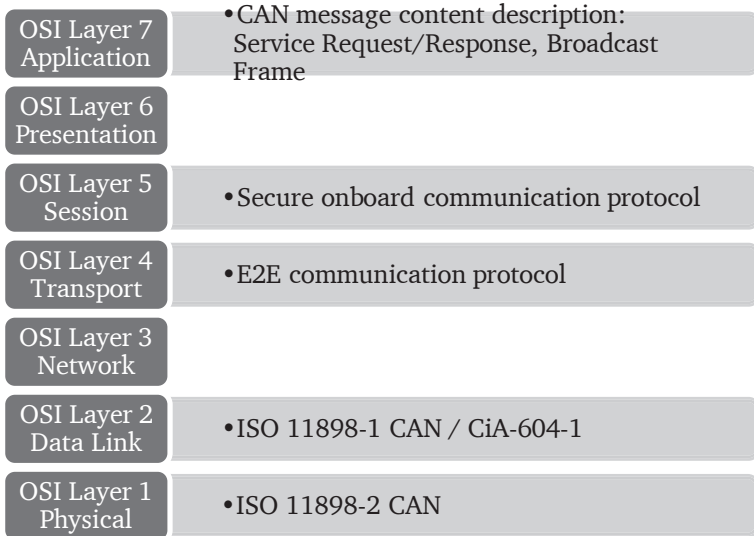 OSI Layer 7
Application
•CAN message content description:
Service Request/Response, Broadcast
Frame
OSI Layer 6
Presentation
OSI Layer 5
Session
•Secure onboard communication protocol
OSI Layer 4
Transport
•E2E communication protocol
OSI Layer 3
Network
OSI Layer 2
Data Link
•ISO 11898-1 CAN / CiA-604-1
OSI Layer 1
Physical
•ISO 11898-2 CAN